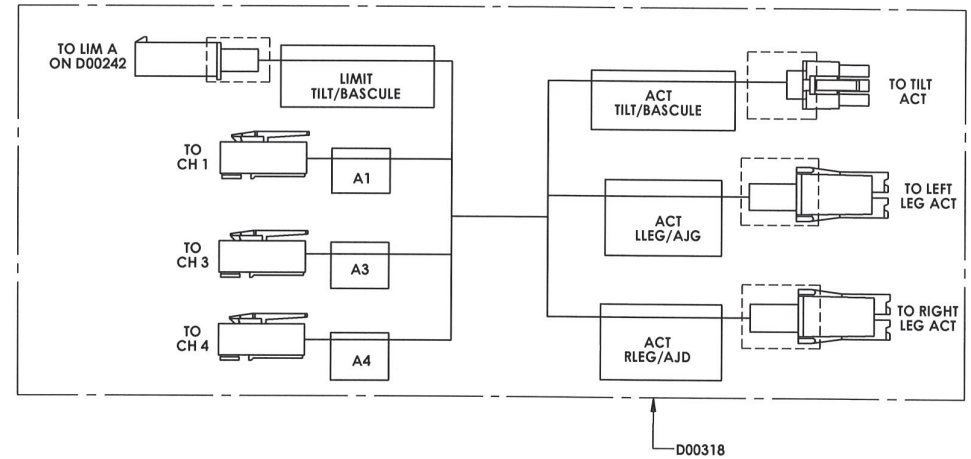 TO LIM A
ON D00242
LIMIT
TILT/BASCULE
TO
CH 1
A1
TO
CH 3
A3
TO
CH 4
A4
ACT
TILT/BASCULE
TO TILT
ACT
ACT
LLEG/AJG
TO LEFT
LEG ACT
ACT
RLEG/AJD
TO RIGHT
LEG ACT
D00318